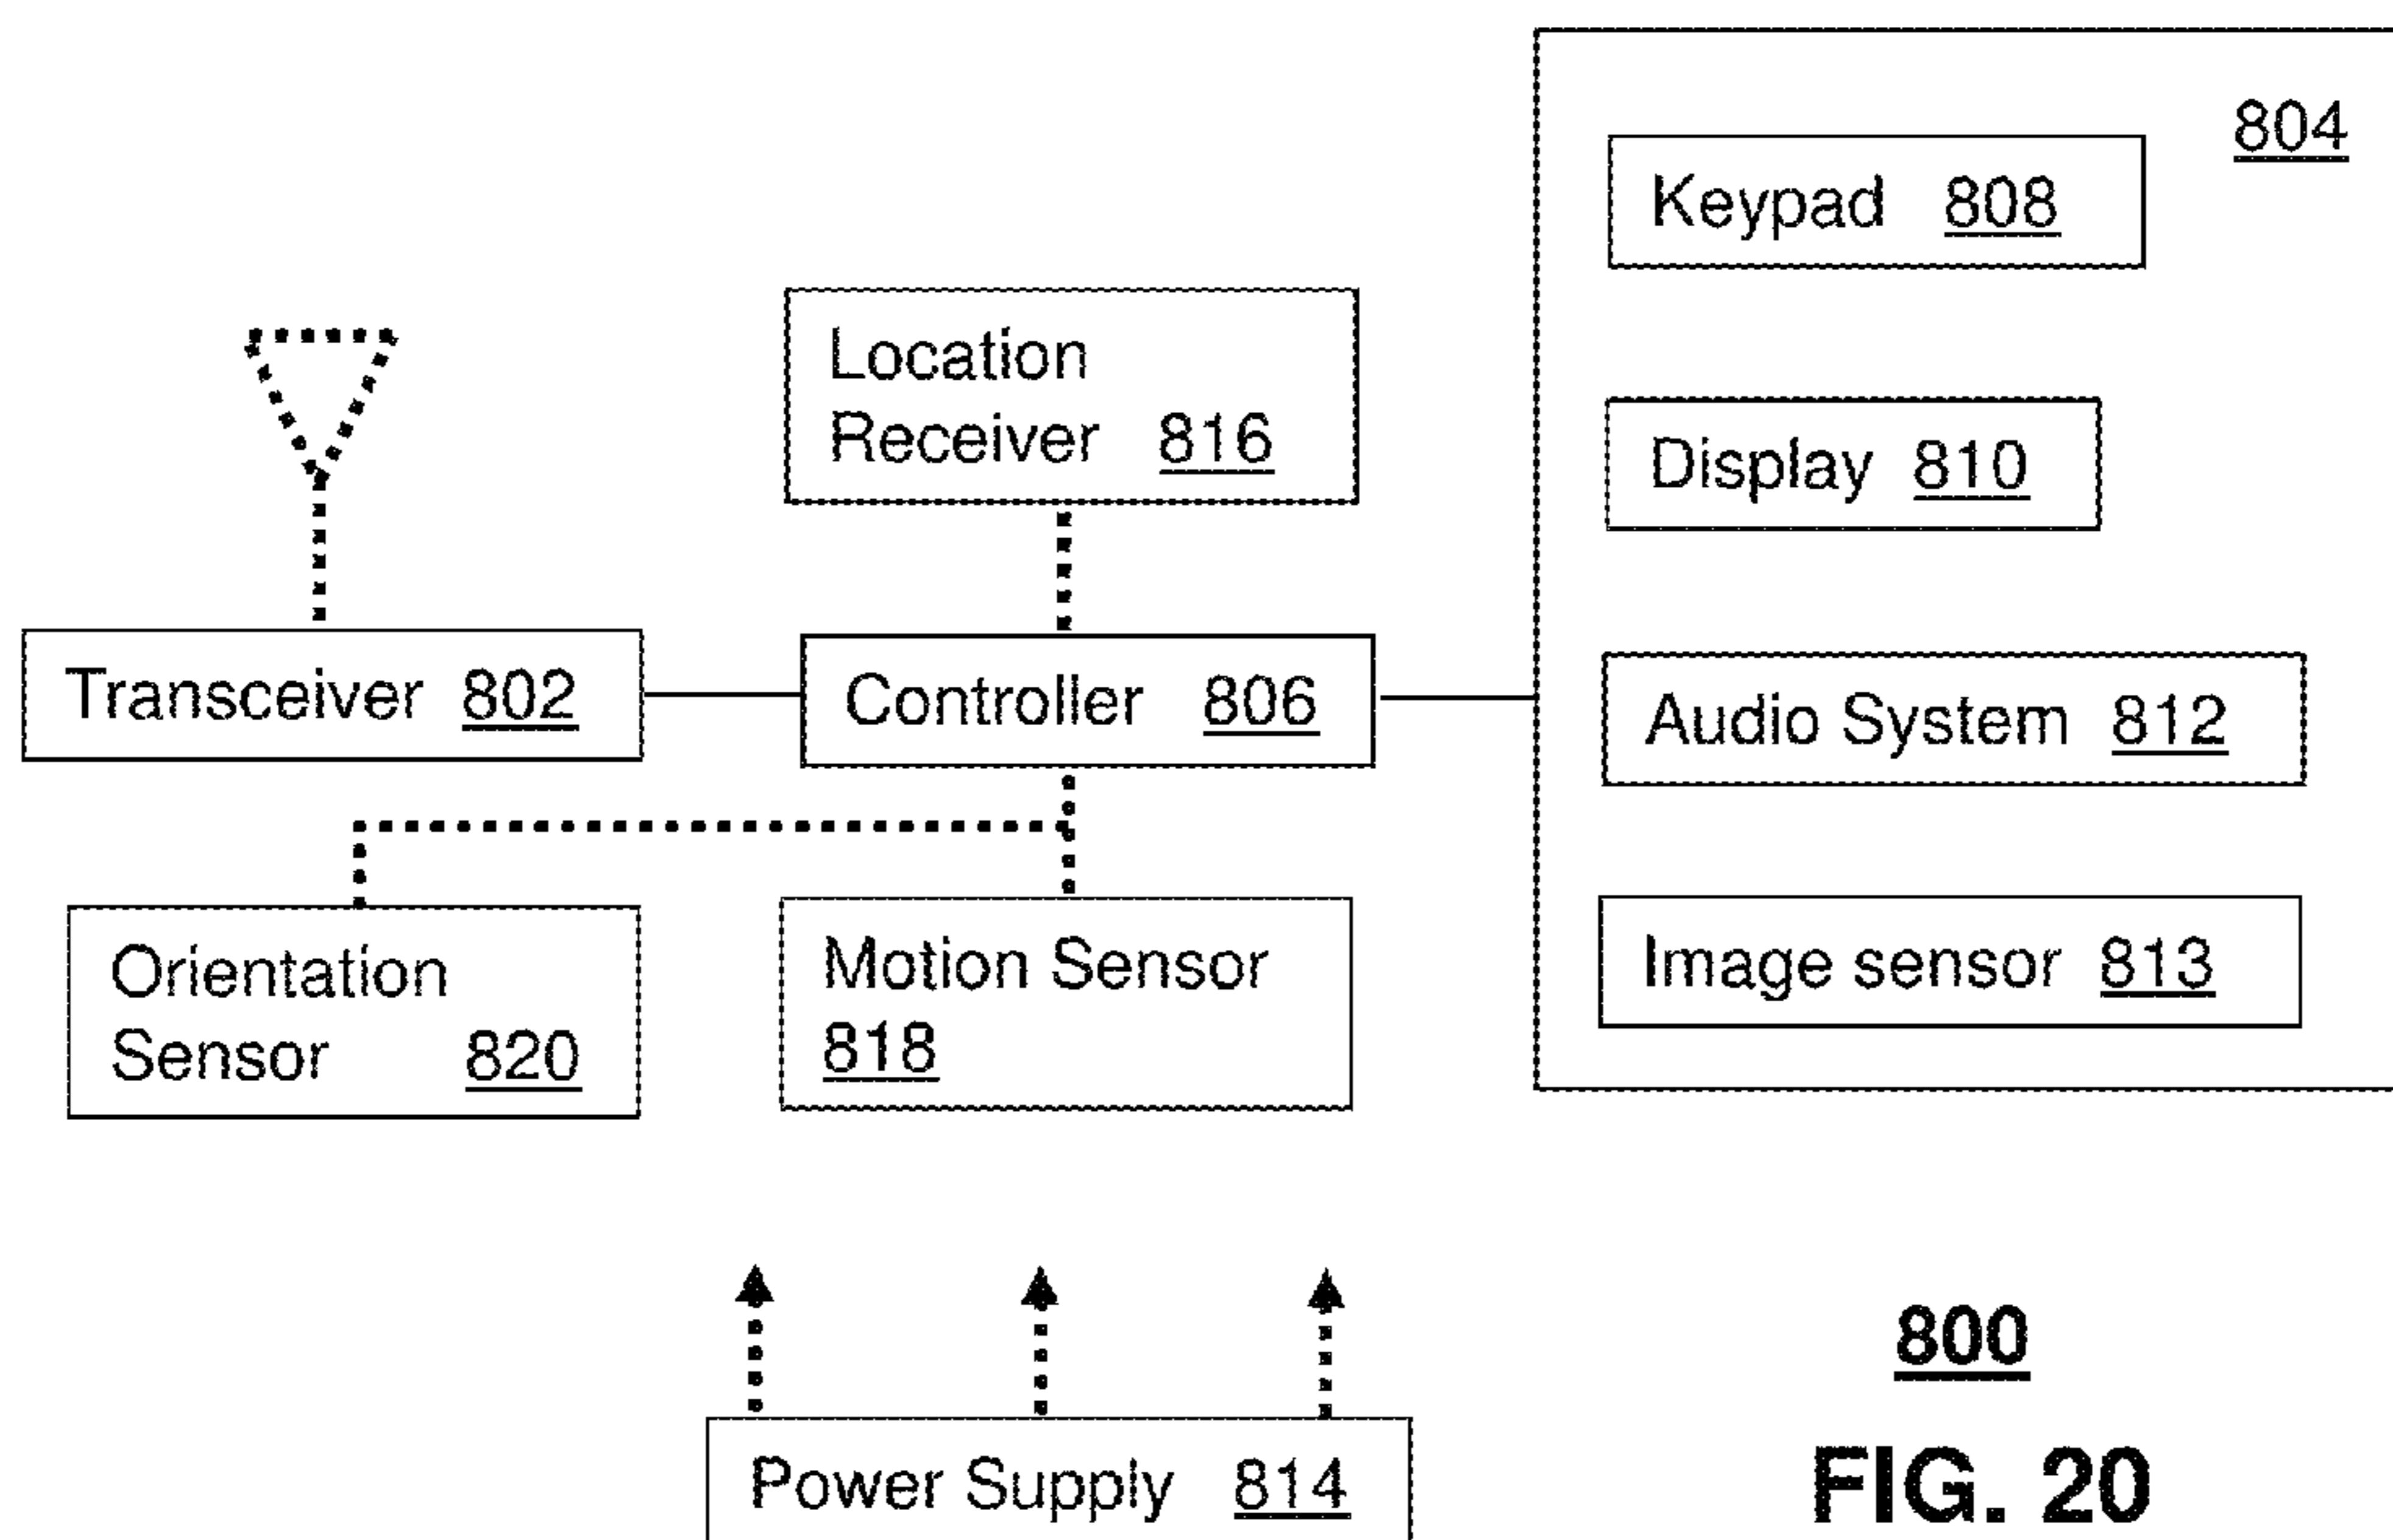 804
Keypad 808
Location
Receiver 816
Display 810
Transceiver 802
Controller 806
Audio System 812
Orientation
Sensor 820
Motion Sensor
818
Image sensor 813
800
Power Supply 814
FIG. 20